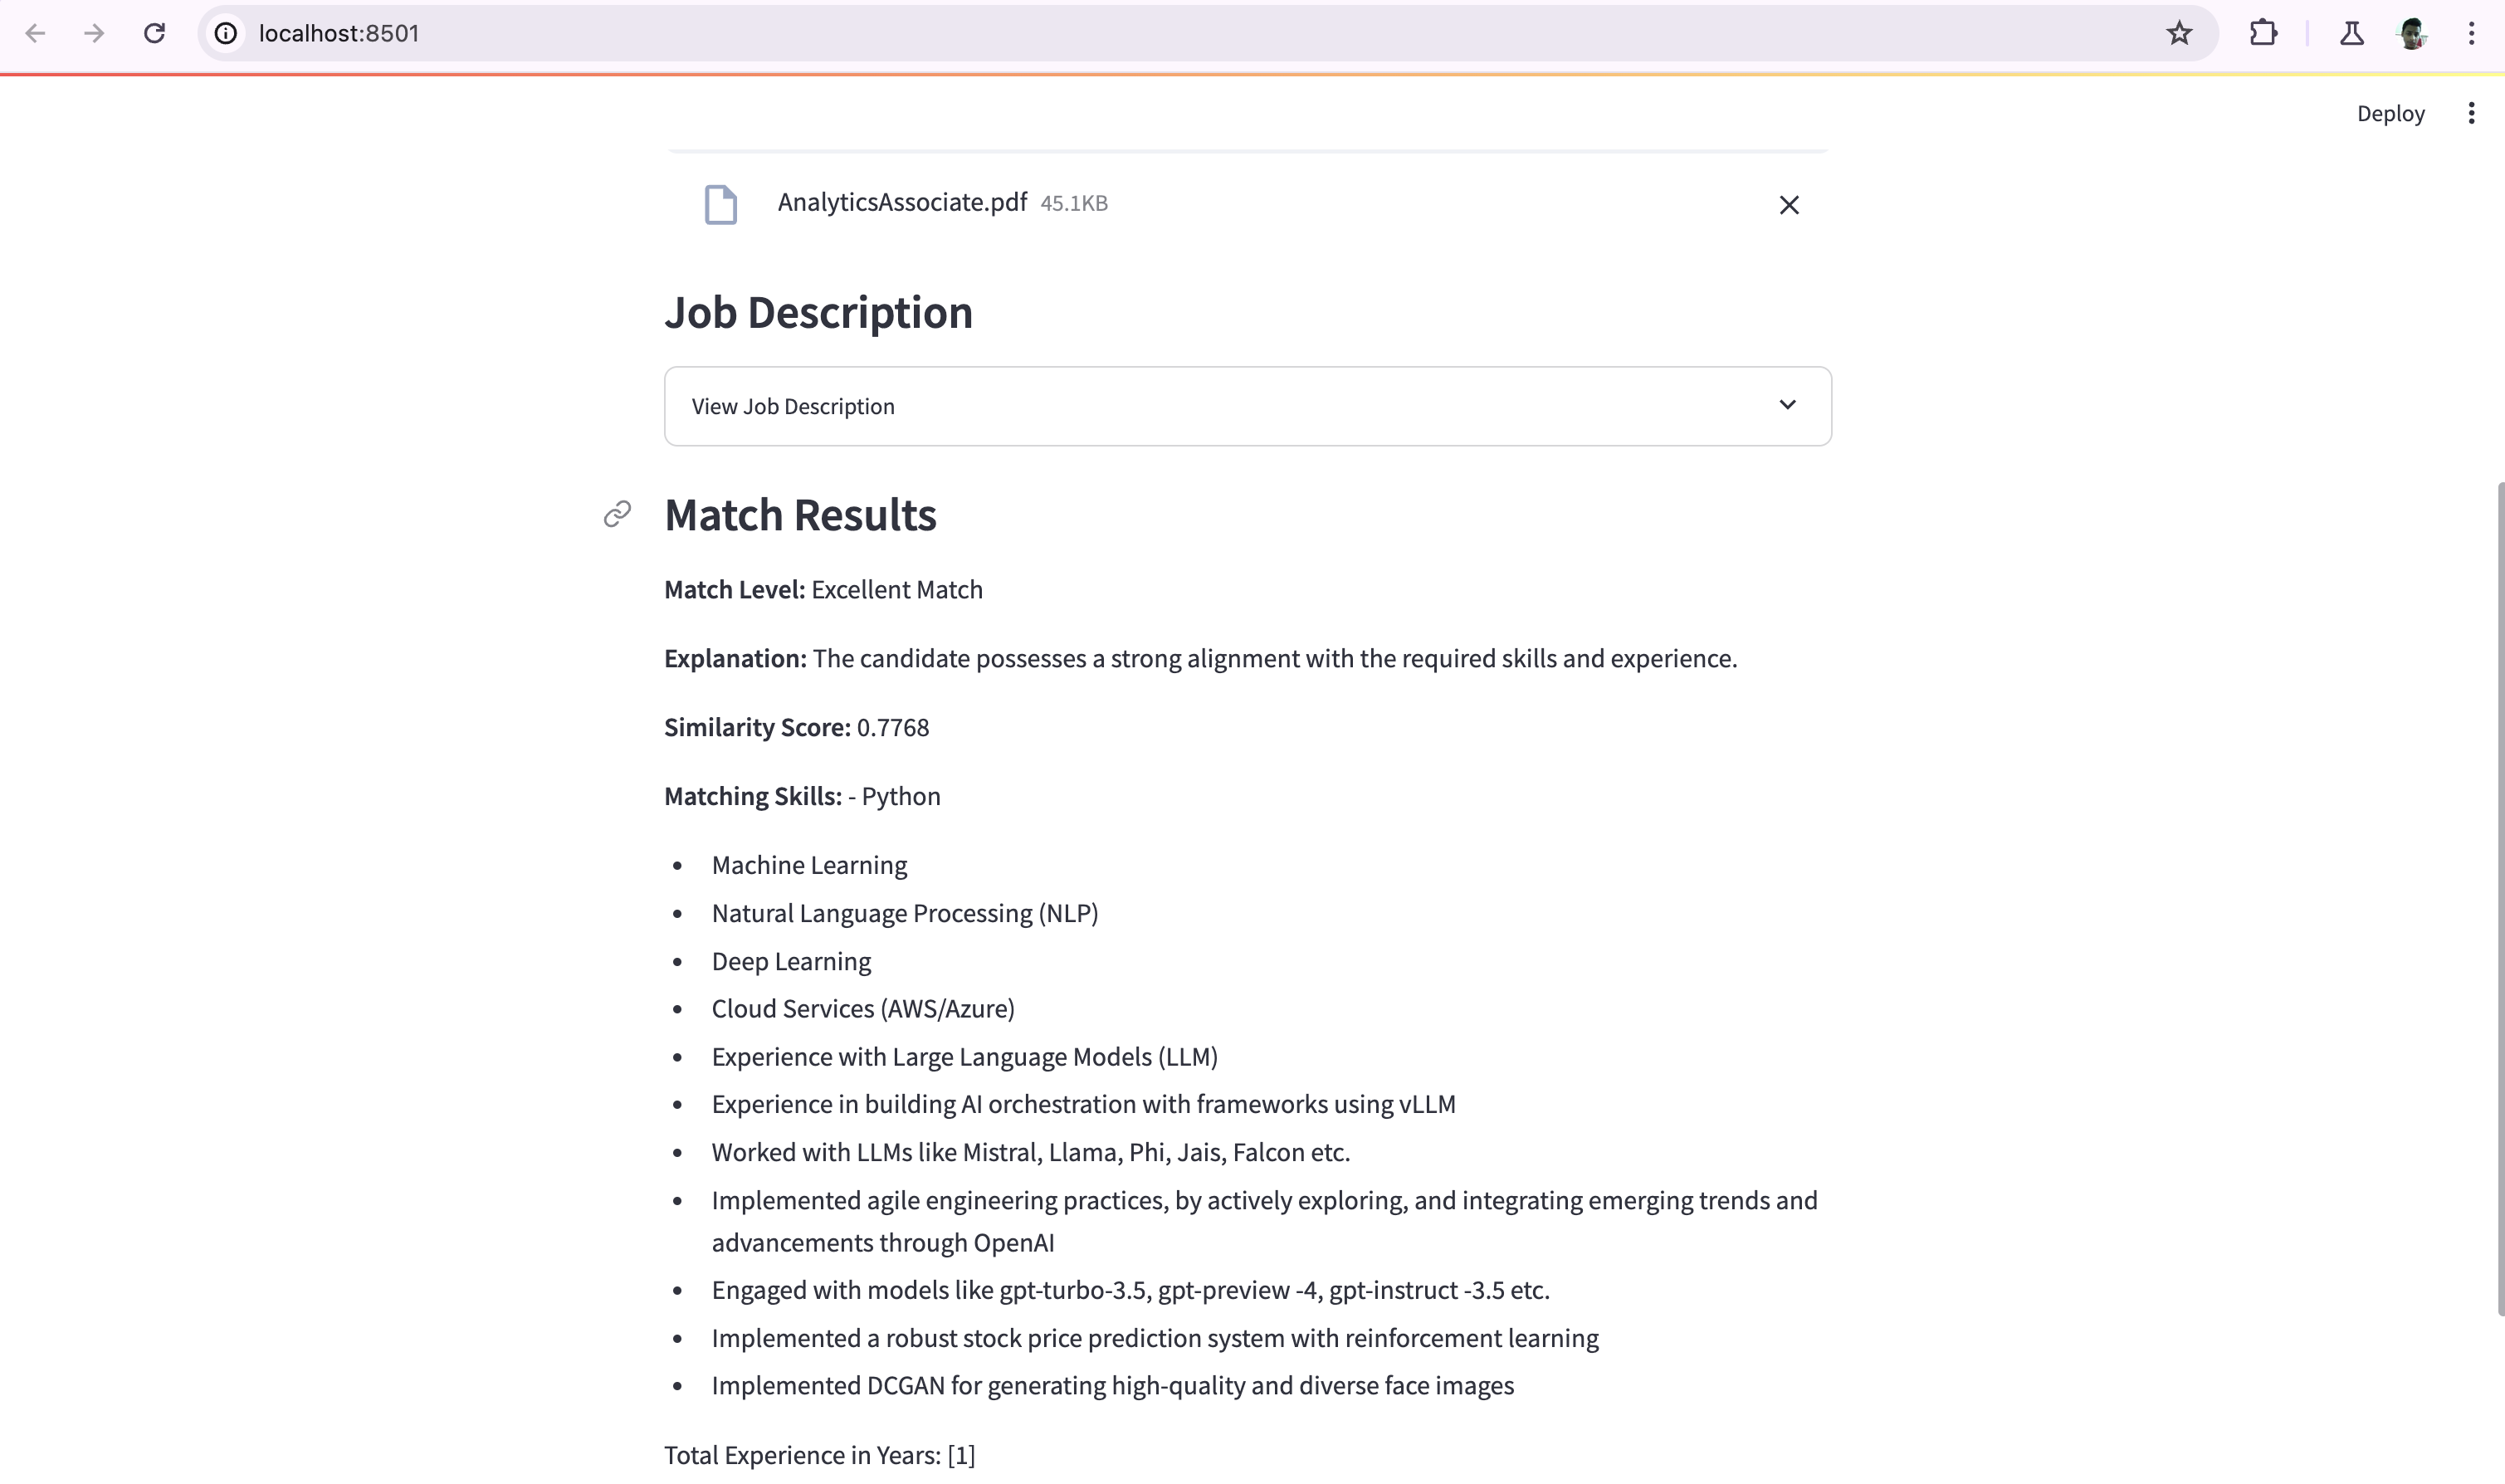 localhost:8501
Deploy
AnalyticsAssociate.pdf 45.1KB
Job Description
View Job Description
Match Results
Match Level: Excellent Match
Explanation: The candidate possesses a strong alignment with the required skills and experience.
Similarity Score: 0.7768
Matching Skills: - Python
Machine Learning
Natural Language Processing (NLP)
Deep Learning
Cloud Services (AWS/Azure)
Experience with Large Language Models (LLM)
Experience in building AI orchestration with frameworks using vLLM
Worked with LLMs like Mistral, Llama, Phi, Jais, Falcon etc.
Implemented agile engineering practices, by actively exploring, and integrating emerging trends and
advancements through OpenAI
Engaged with models like gpt-turbo-3.5, gpt-preview -4, gpt-instruct -3.5 etc.
Implemented a robust stock price prediction system with reinforcement learning
Implemented DCGAN for generating high-quality and diverse face images
Total Experience in Years: [1]